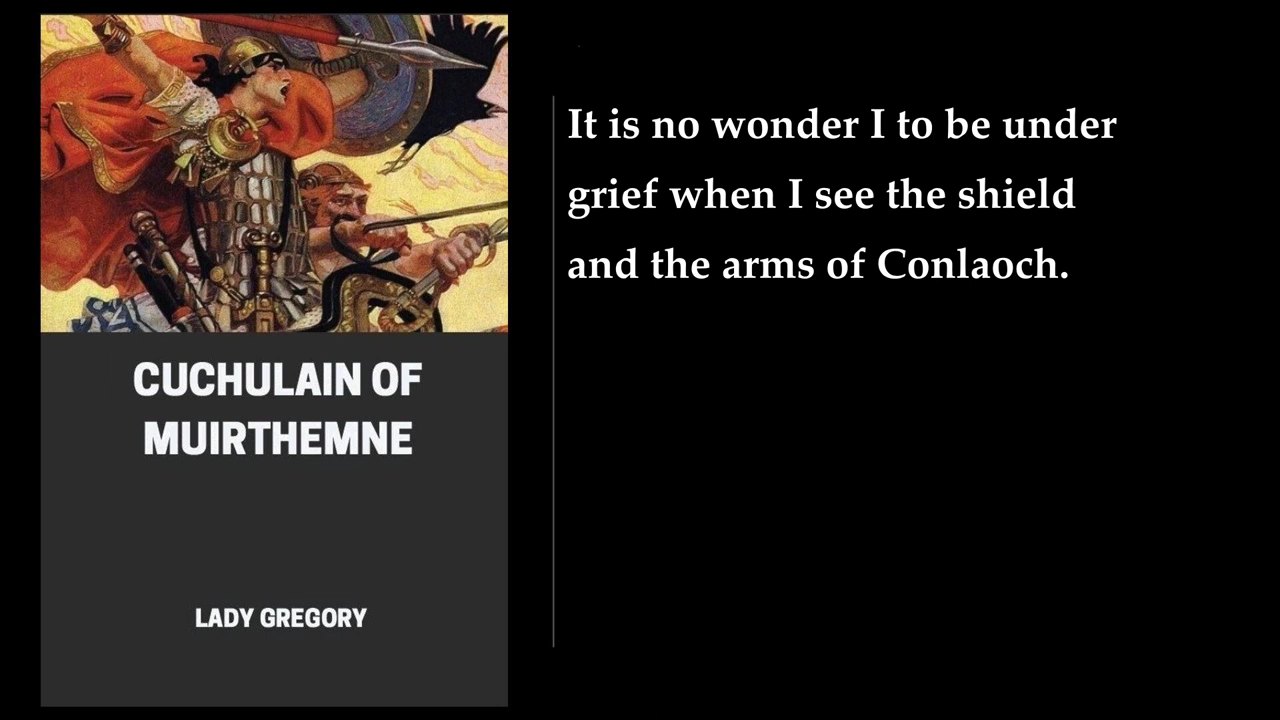 CUCHULAIN OF
MUIRTHEMNE
LADY GREGORY
It is no wonder I to be under
grief when I see the shield
and the arms of Conlaoch.